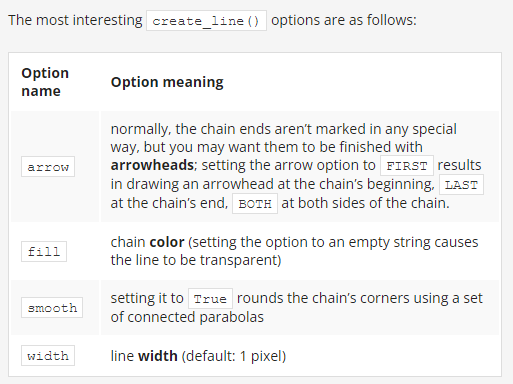 The most interesting create_line() options are as follows:
Option
name
Option meaning
arrow
normally, the chain ends aren’t marked in any special
way, but you may want them to be finished with
arrowheads; setting the arrow option to FIRST results
in drawing an arrowhead at the chain’s beginning, LAST
at the chain’s end, BOTH at both sides of the chain.
fill
chain color (setting the option to an empty string causes
the line to be transparent)
smooth
setting it to True rounds the chain’s corners using a set
of connected parabolas
width
line width (default: 1 pixel)